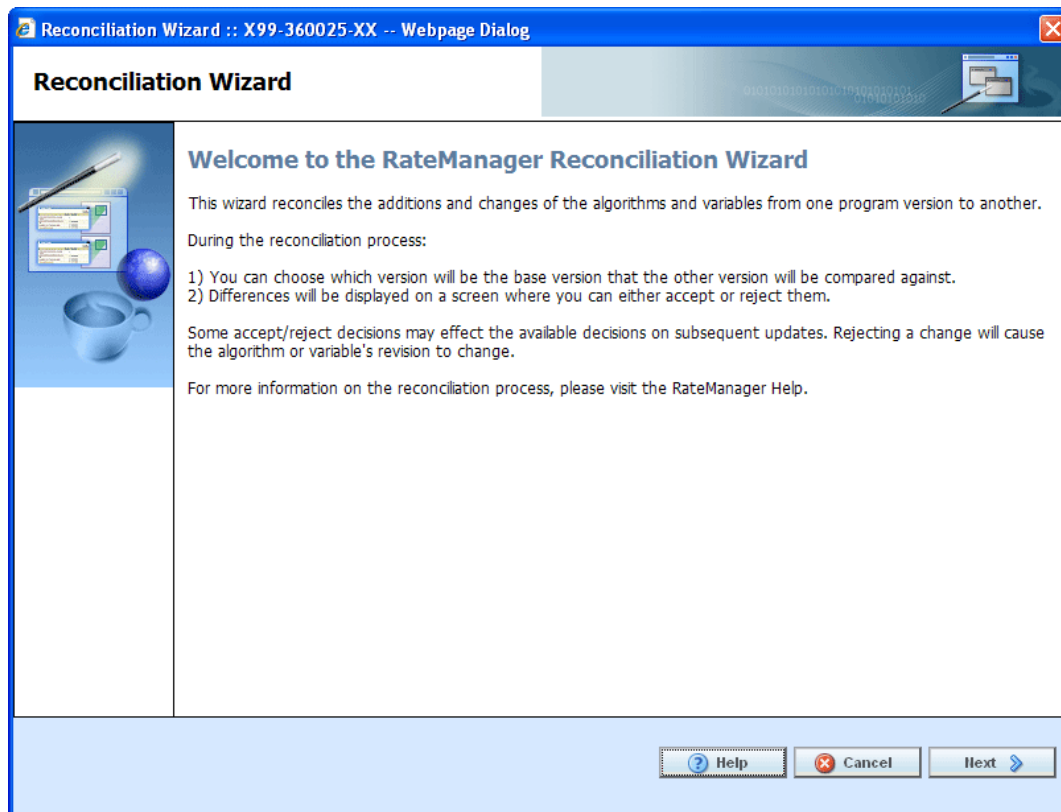 Reconciliation Wizard :: X99-360025-XX -- Webpage Dialog
Reconciliation Wizard
010101010101010101010101
01010101010
Welcome to the RateManager Reconciliation Wizard
This wizard reconciles the additions and changes of the algorithms and variables from one program version to another.
During the reconciliation process:
1) You can choose which version will be the base version that the other version will be compared against.
2) Differences will be displayed on a screen where you can either accept or reject them.
Some accept/reject decisions may effect the available decisions on subsequent updates. Rejecting a change will cause
the algorithm or variable's revision to change.
For more information on the reconciliation process, please visit the RateManager Help.
? Help
Cancel
Next